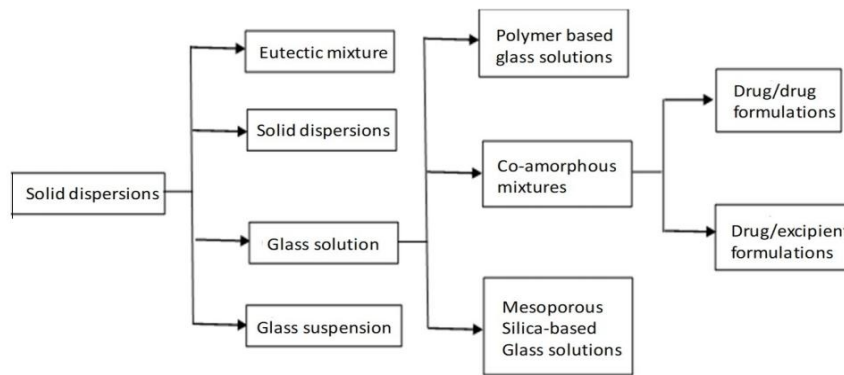 Solid dispersions
Eutectic mixture
Solid dispersions
Glass solution
Glass suspension
Polymer based
glass solutions
Co-amorphous
mixtures
Mesoporous
Silica-based
Glass solutions
Drug/drug
formulations
Drug/excipient
formulations